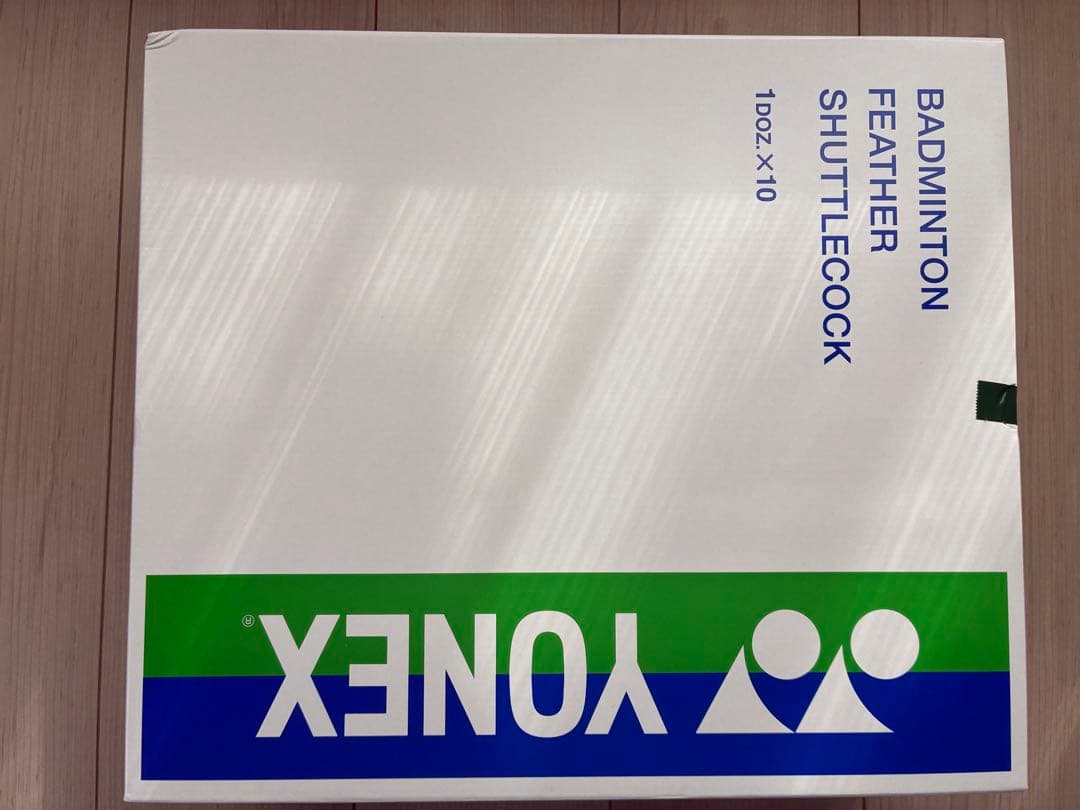 BADMINTON
FEATHER
SHUTTLECOCK
1DOZ.×10
YONEX®